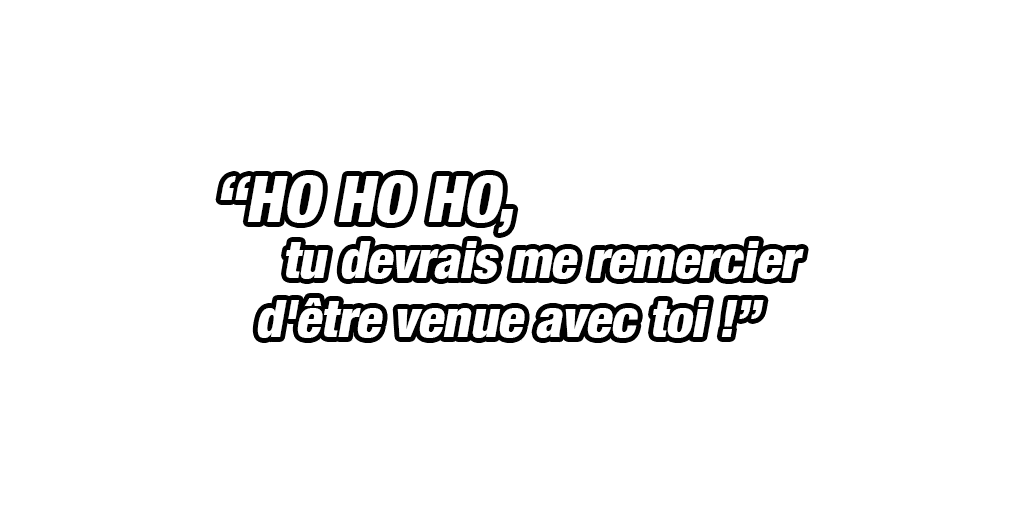 “HO HO HO,
tu devrais me remercier
d'être venue avec toi !”